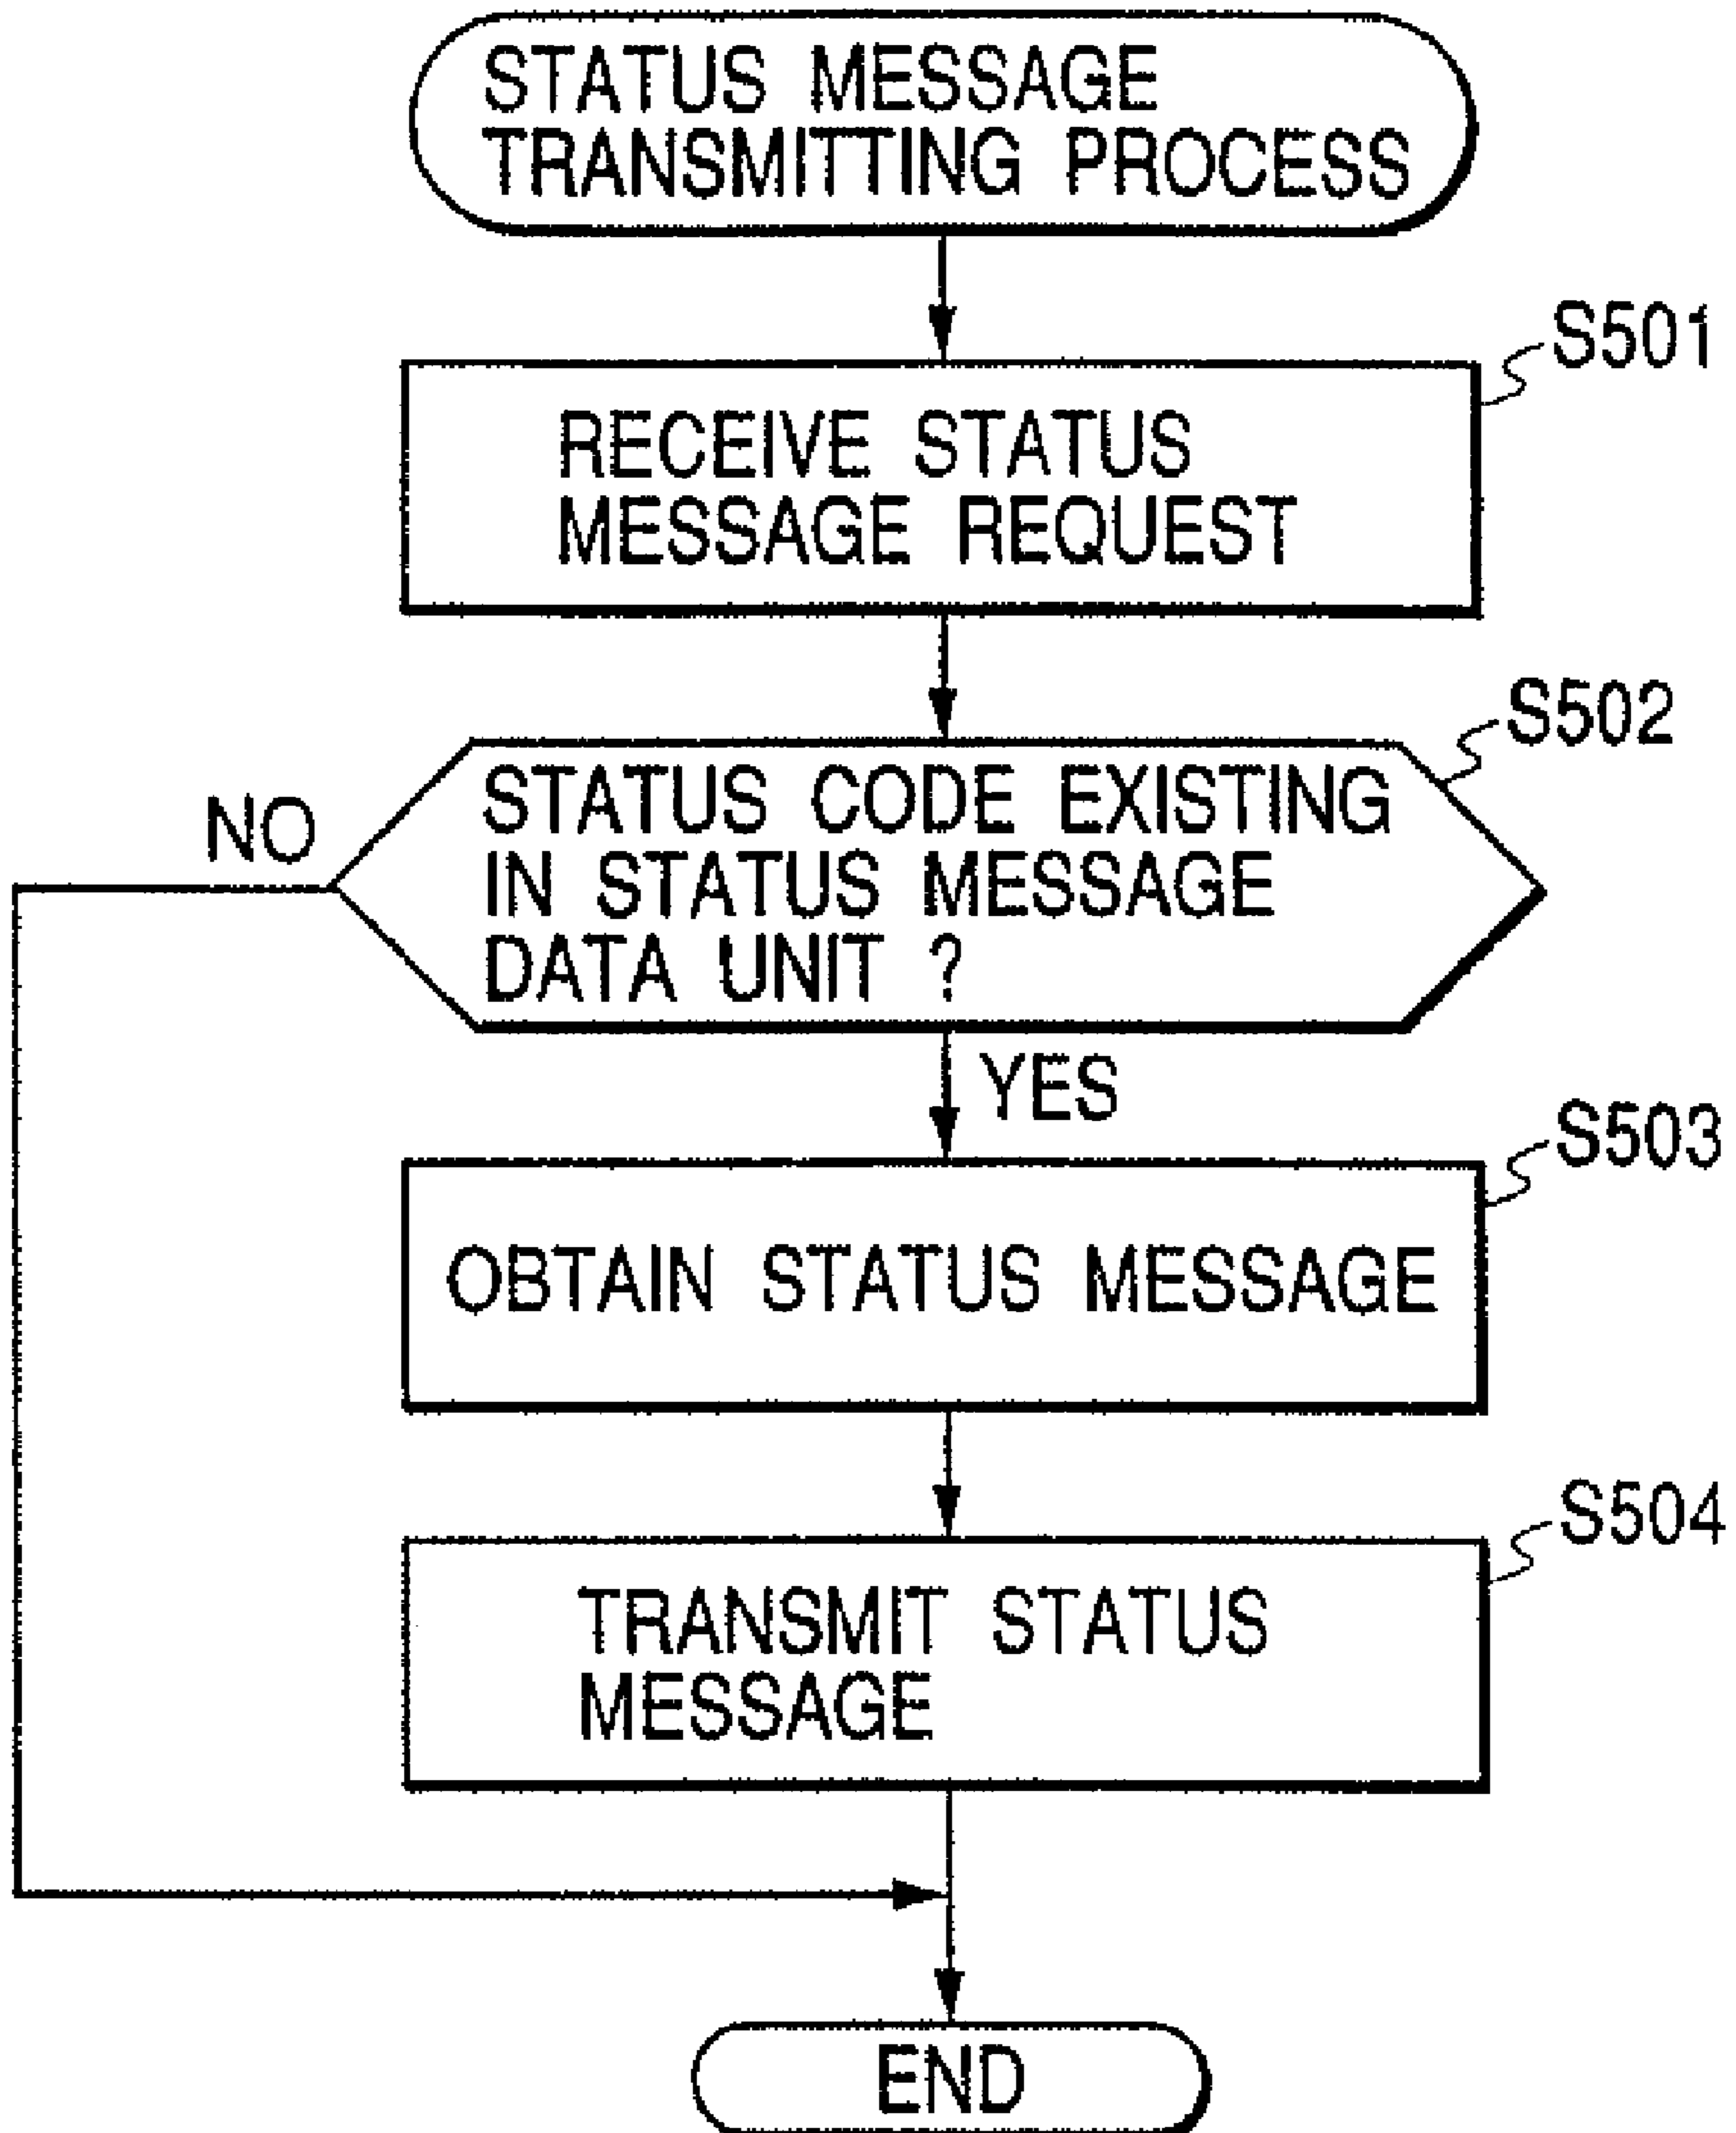 STATUS MESSAGE
TRANSMITTING PROCESS
S501
RECEIVE STATUS
MESSAGE REQUEST
S502
NO
STATUS CODE EXISTING
IN STATUS MESSAGE
DATA UNIT ?
YES
S503
OBTAIN STATUS MESSAGE
S504
TRANSMIT STATUS
MESSAGE
END